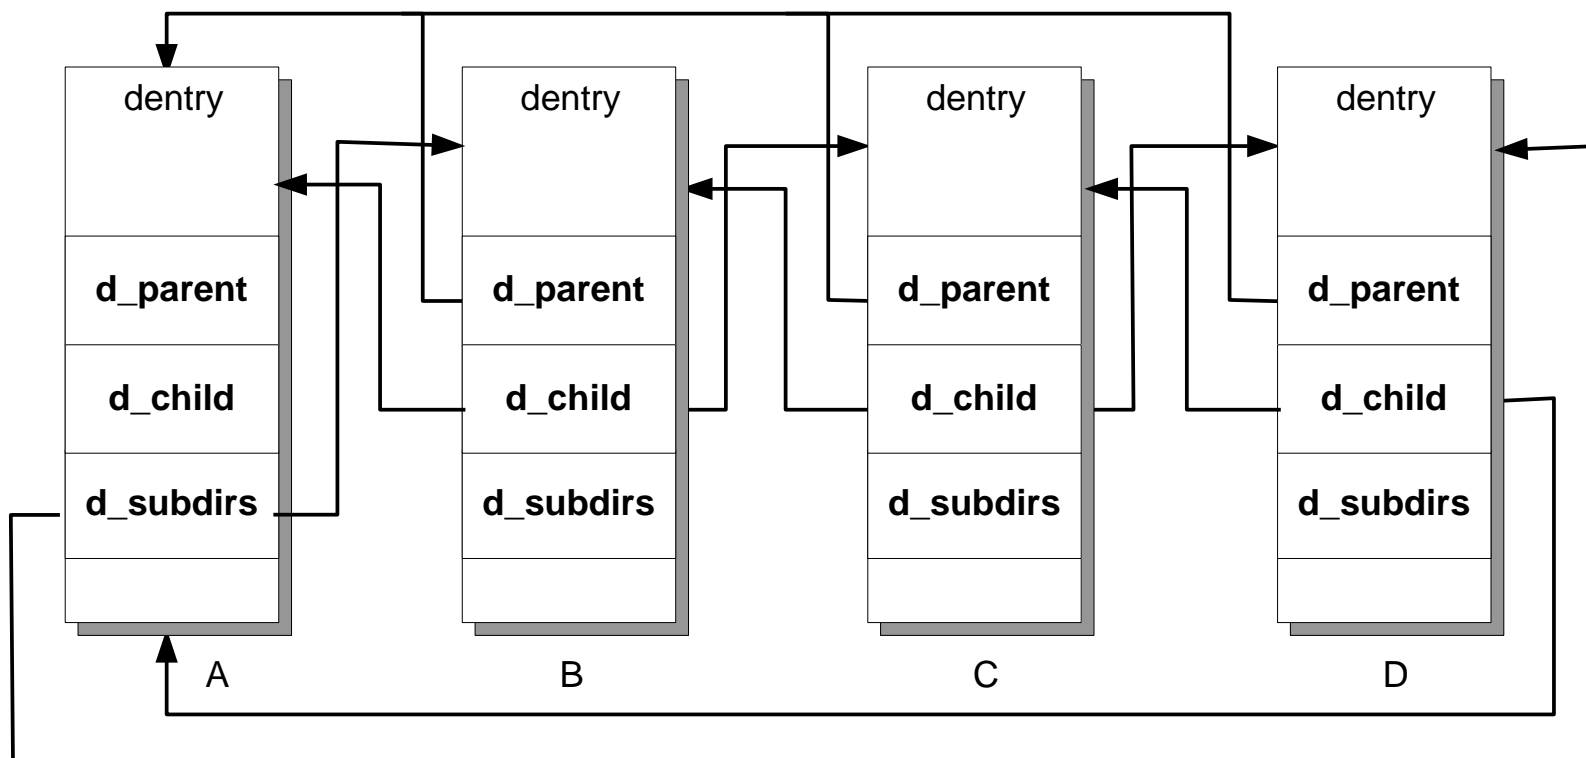 dentry
d_parent
d_child
d_subdirs
A
dentry
d_parent
d_child
d_subdirs
B
dentry
d_parent
d_child
d_subdirs
C
dentry
d_parent
d_child
d_subdirs
D